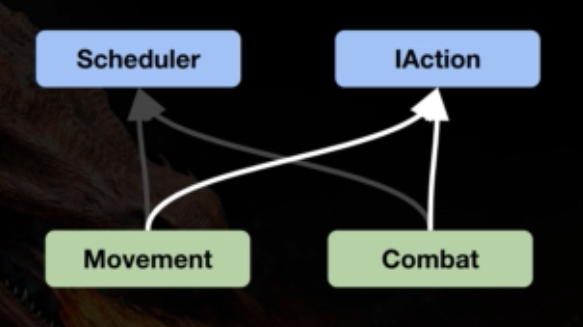 Scheduler
IAction
Movement
Combat